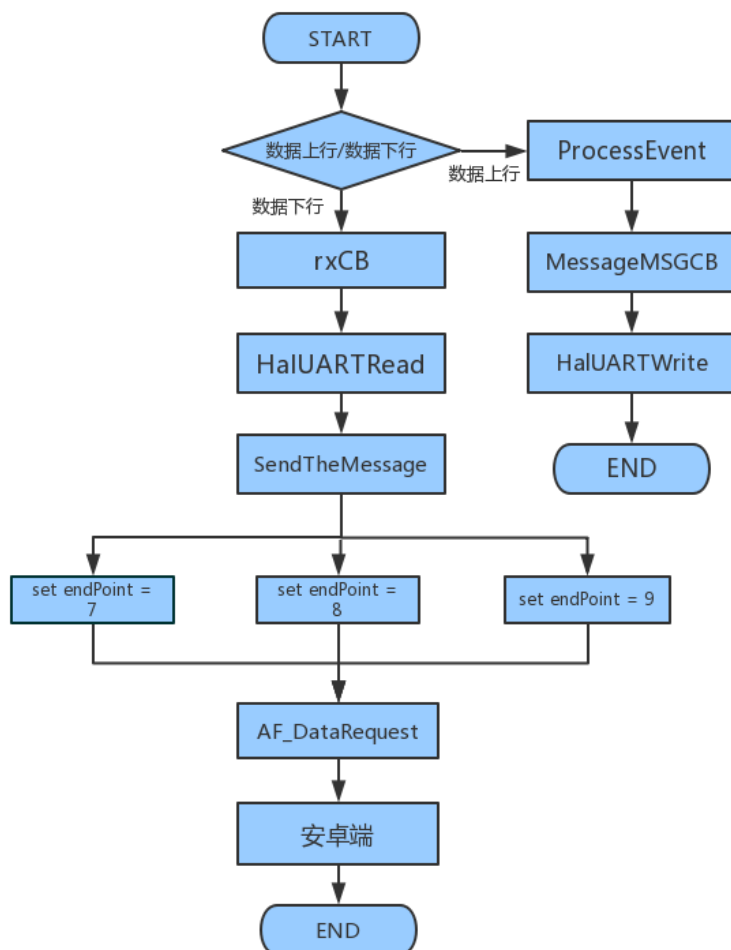 START
数据上行/数据下行
数据上行
ProcessEvent
数据下行
rxCB
MessageMSGCB
HalUARTRead
HalUARTWrite
SendTheMessage
END
set endPoint =
7
set endPoint =
8
set endPoint = 9
AF_DataRequest
安卓端
END